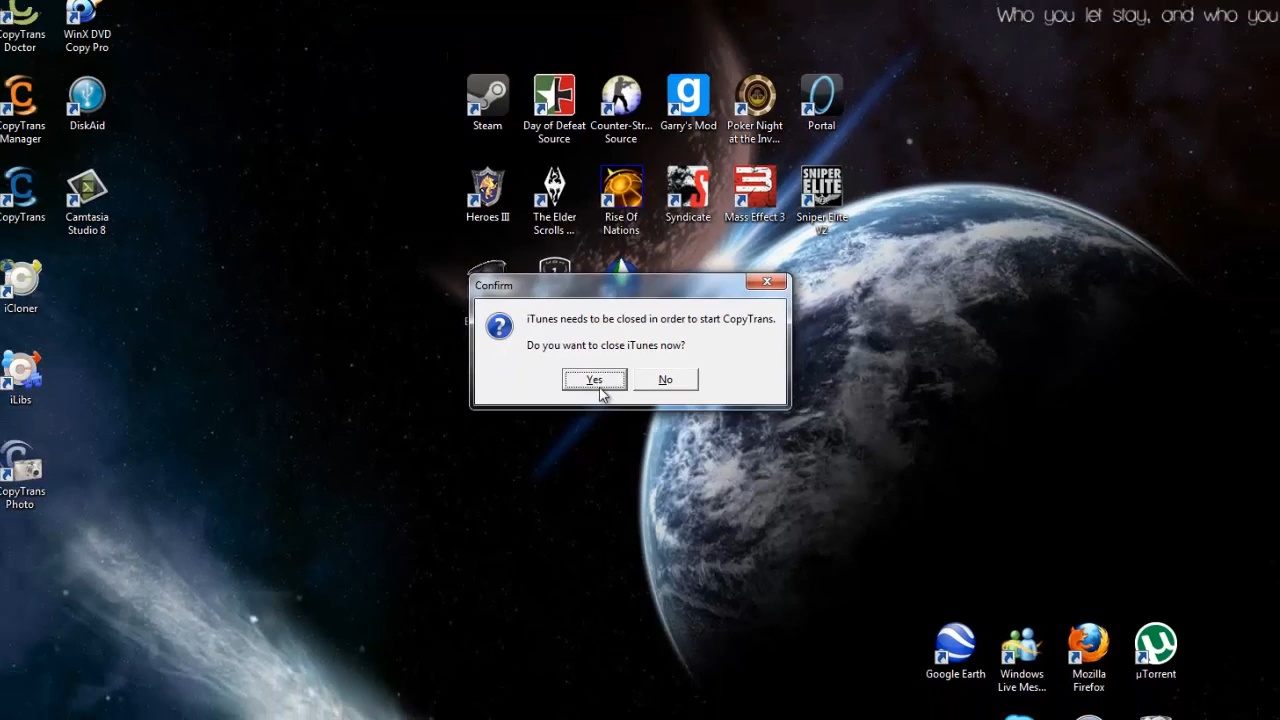 Who you let stay, and who you
CopyTrans
Doctor
WinX DVD
Copy Pro
CopyTrans
Manager
DiskAid
CopyTrans
Camtasia
Studio 8
iCloner
iLibs
CopyTrans
Photo
Steam
Day of Defeat
Source
Counter-Str...
Source
Garry's Mod
Poker Night
at the Inv...
Portal
Heroes III
The Elder
Scrolls ...
Rise Of
Nations
Syndicate
Mass Effect 3
SNIPER
ELITE
Sniper Elite
V2
Confirm
iTunes needs to be closed in order to start CopyTrans.
Do you want to close iTunes now?
Yes
No
Google Earth
Windows
Live Mes...
Mozilla
Firefox
µTorrent